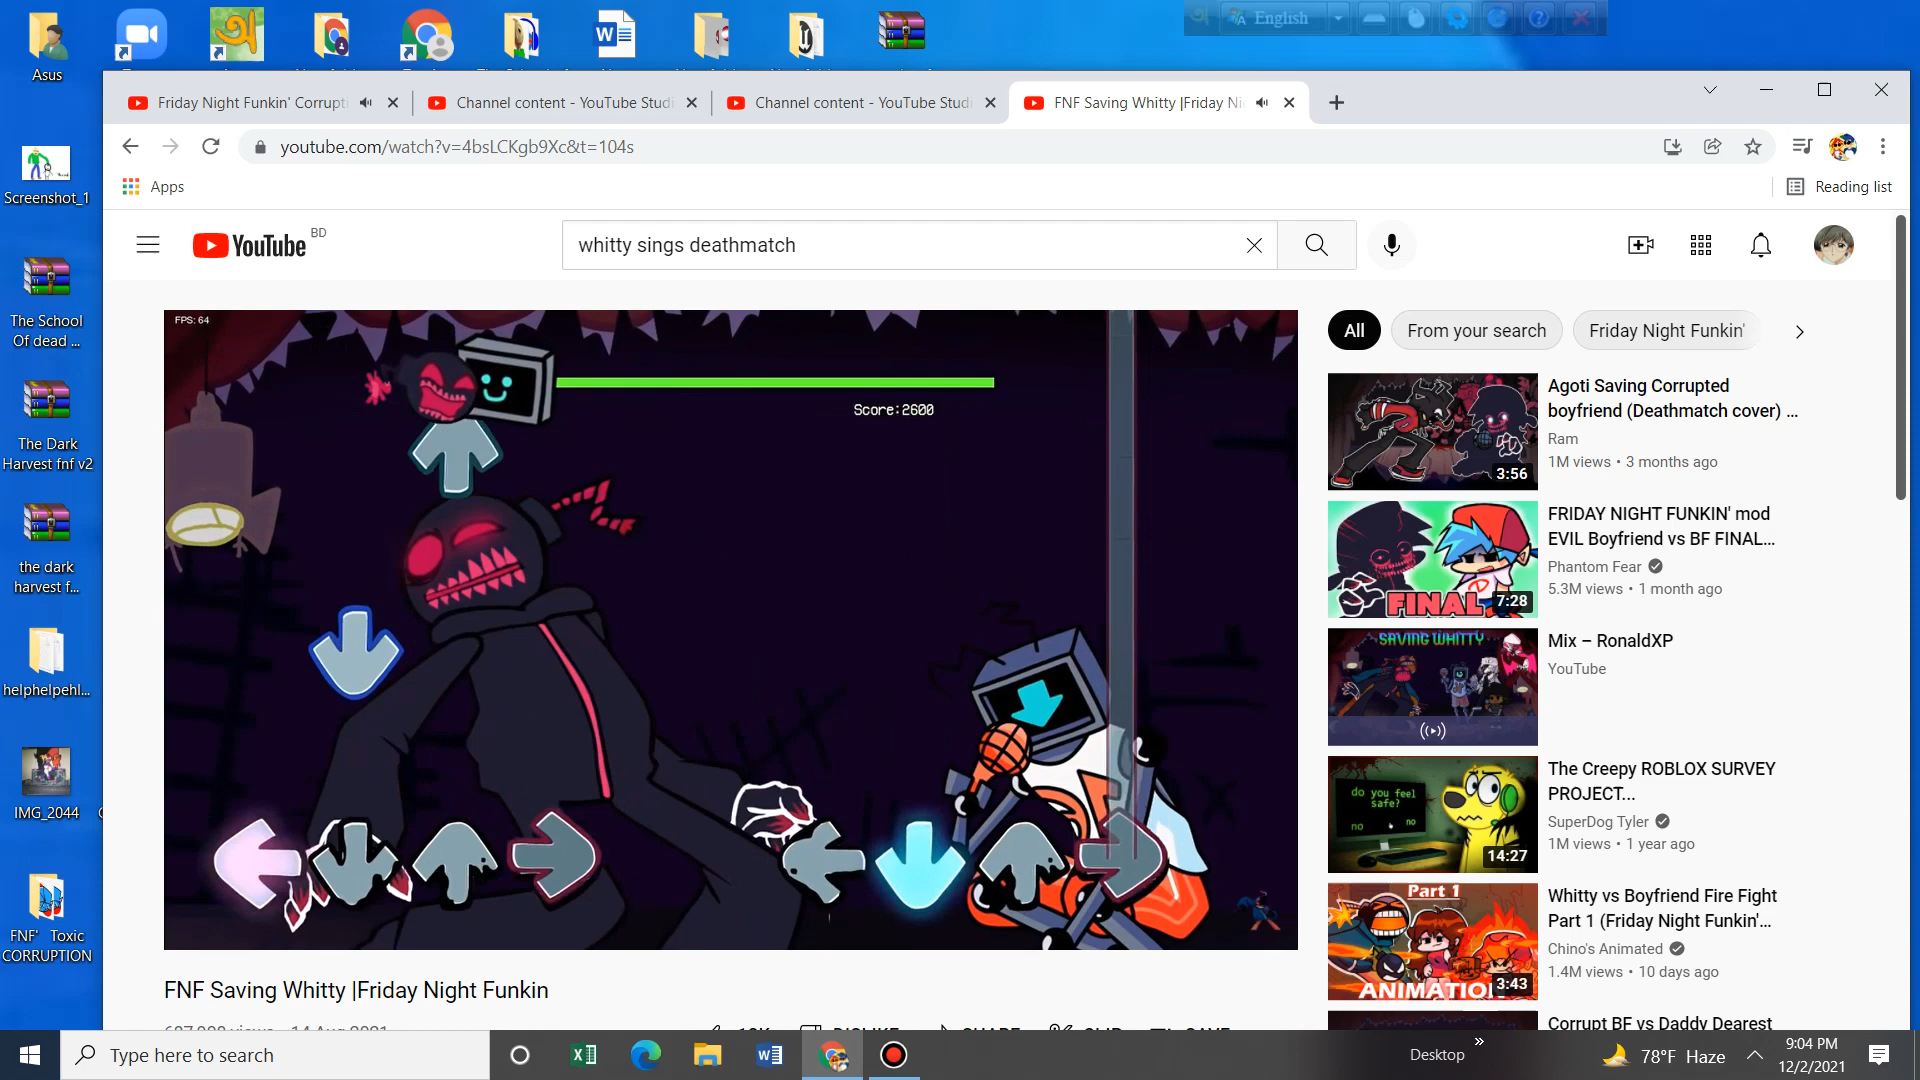 English
Asus
Friday Night Funkin' Corrupti
Channel content - YouTube Studi
Channel content - YouTube Studi
FNF Saving Whitty |Friday Ni
youtube.com/watch?v=4bsLCKgb9Xc&t=104s
Apps
Reading list
Screenshot_1
YouTube BD
whitty sings deathmatch
The School
Of dead ...
The Dark
Harvest fnf v2
the dark
harvest f...
helphelpehl...
IMG_2044
FNF' Toxic
CORRUPTION
FPS: 64
Score:2600
FNF Saving Whitty |Friday Night Funkin
SHARE
CLIP
SAVE
All
From your search
Friday Night Funkin'
3:56
Agoti Saving Corrupted
boyfriend (Deathmatch cover) ...
Ram
1M views • 3 months ago
FINAL
7:28
FRIDAY NIGHT FUNKIN' mod
EVIL Boyfriend vs BF FINAL...
Phantom Fear
5.3M views • 1 month ago
SAVING WHITTY
Mix – RonaldXP
YouTube
do you feel
safe?
no
no
14:27
The Creepy ROBLOX SURVEY
PROJECT...
SuperDog Tyler
1M views • 1 year ago
Part 1
ANIMATIO
3:43
Whitty vs Boyfriend Fire Fight
Part 1 (Friday Night Funkin'...
Chino's Animated
1.4M views • 10 days ago
Corrupt BF vs Daddy Dearest
Type here to search
Desktop
78°F Haze
9:04 PM
12/2/2021